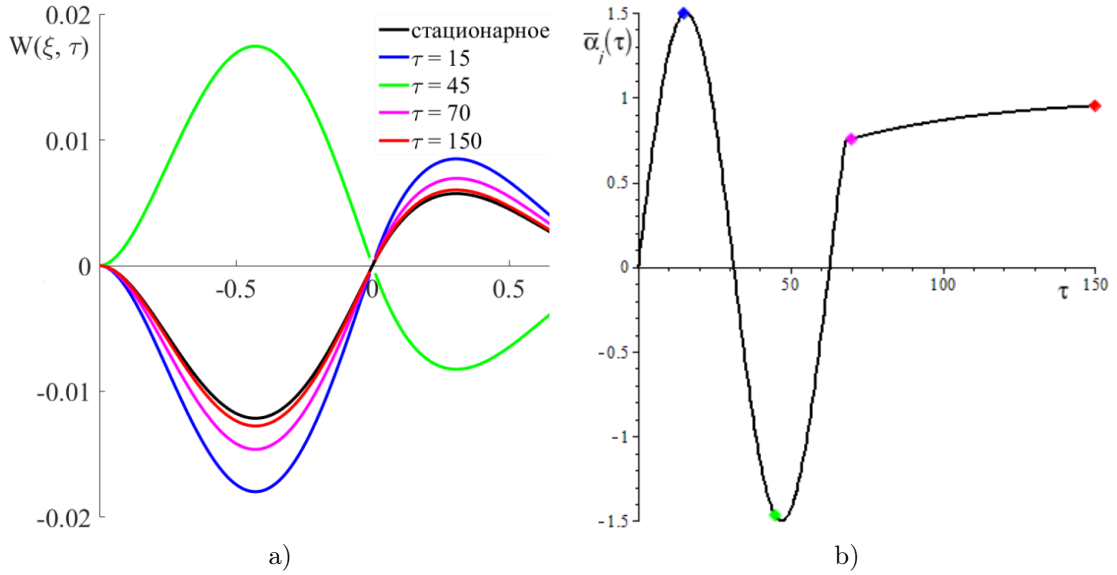 0.02
W(ξ, τ)
0.01
0
-0.01
-0.02
-0.5
0
0.5
стационарное
τ = 15
τ = 45
τ = 70
τ = 150
a)
1.5
α̅ⱼ(τ)
1
0.5
0
-0.5
-1
-1.5
50
100
150
τ
b)